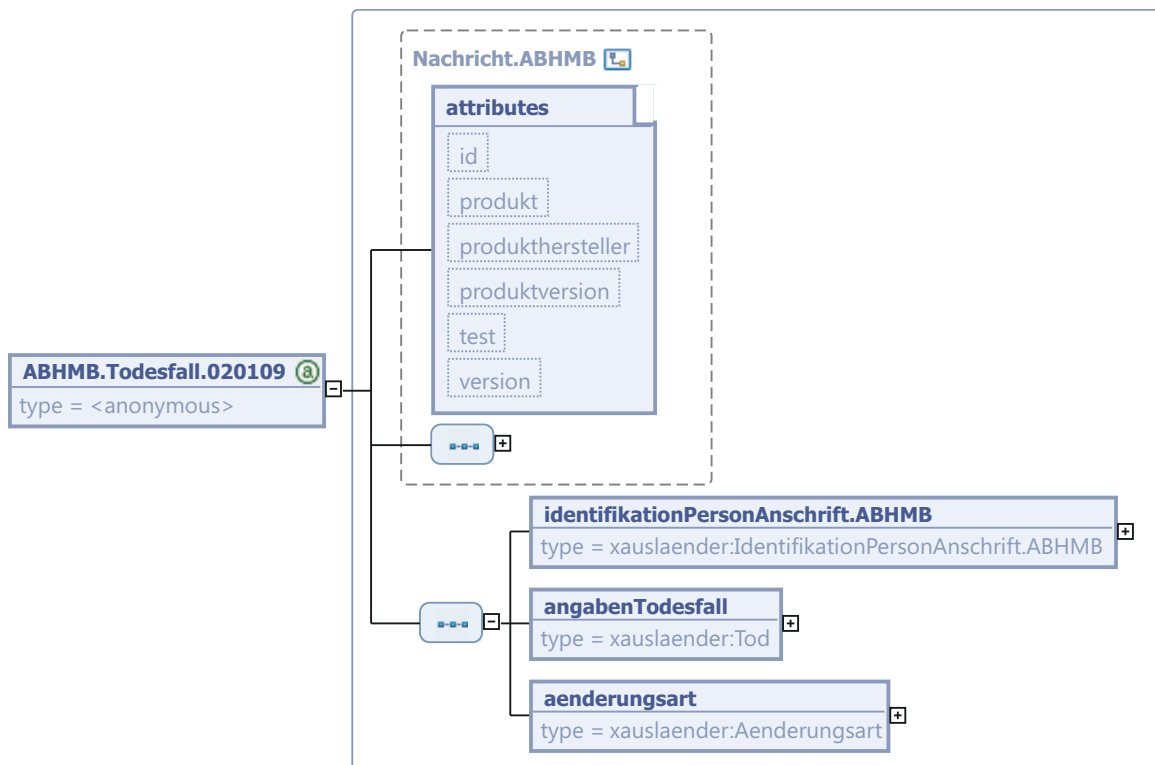 Nachricht.ABHMB
attributes
id
produkt
produkthersteller
produktversion
test
version
ABHMB.Todesfall.020109 a
type = <anonymous>
identifikationPersonAnschrift.ABHMB
type = xauslaender:IdentifikationPersonAnschrift.ABHMB
angabenTodesfall
type = xauslaender:Tod
aenderungsart
type = xauslaender:Aenderungsart